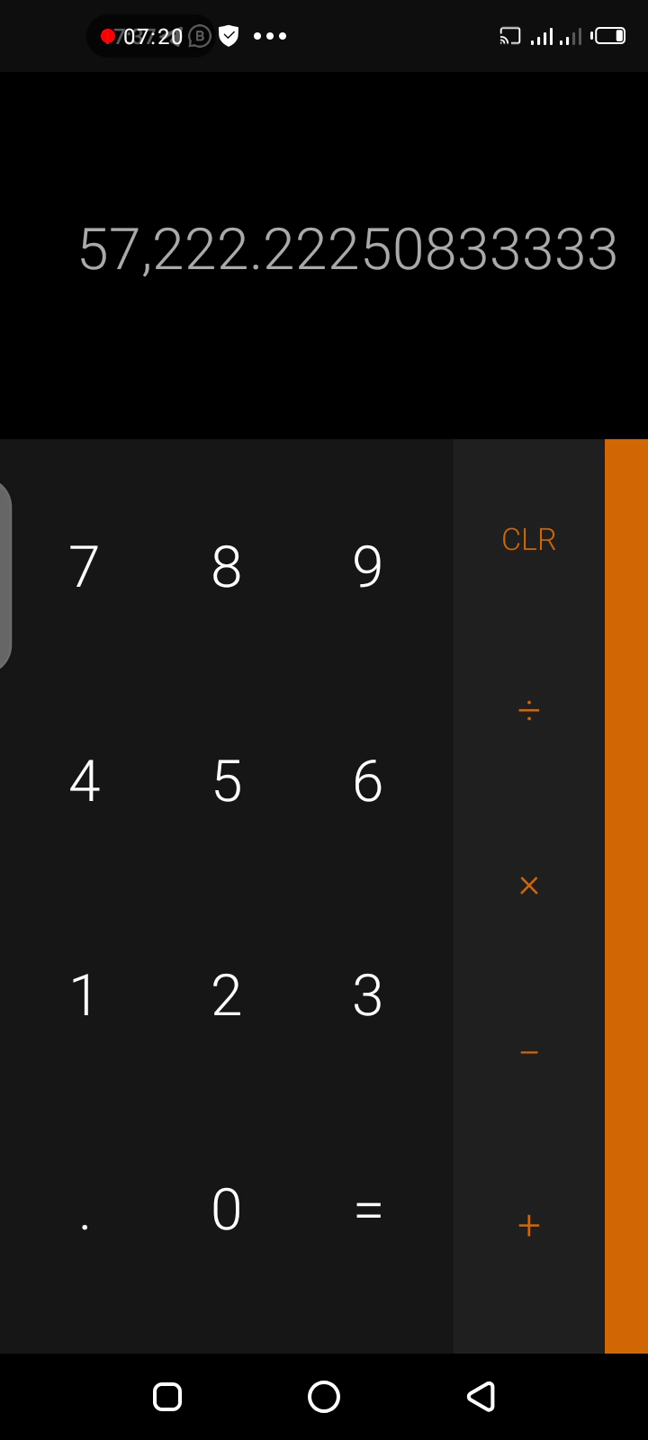 07:20
57,222.22250833333
7 8 9 CLR
÷
4 5 6
×
1 2 3
−
. 0 =
+